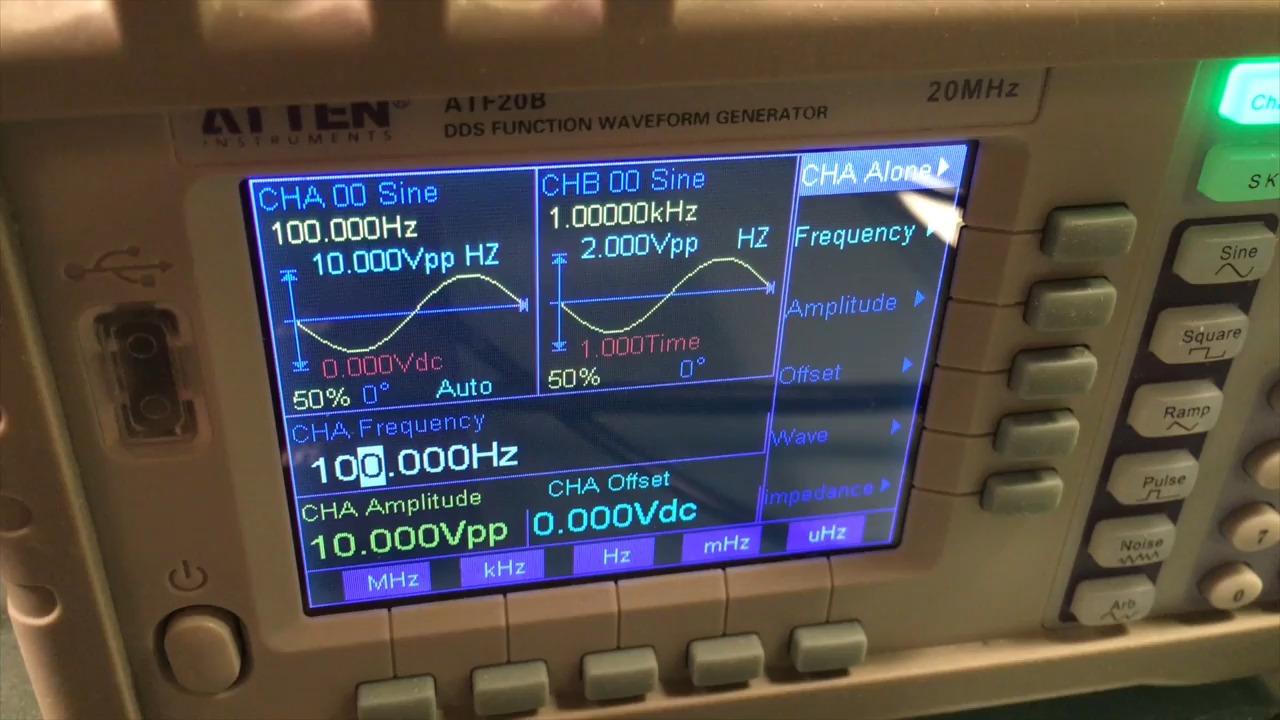 ATTEN®
INSTRUMENTS
ATF20B
DDS FUNCTION WAVEFORM GENERATOR
20MHz
CHA 00 Sine
100.000Hz
10.000Vpp HZ
0.000Vdc
50% 0° Auto
CHB 00 Sine
1.00000kHz
2.000Vpp HZ
1.000Time
50% 0°
CHA Alone
Frequency
Amplitude
Offset
Wave
Impedance
CHA Frequency
100.000Hz
CHA Amplitude
10.000Vpp
CHA Offset
0.000Vdc
MHz kHz Hz mHz uHz
Sine
Square
Ramp
Pulse
Noise
Arb
7
0